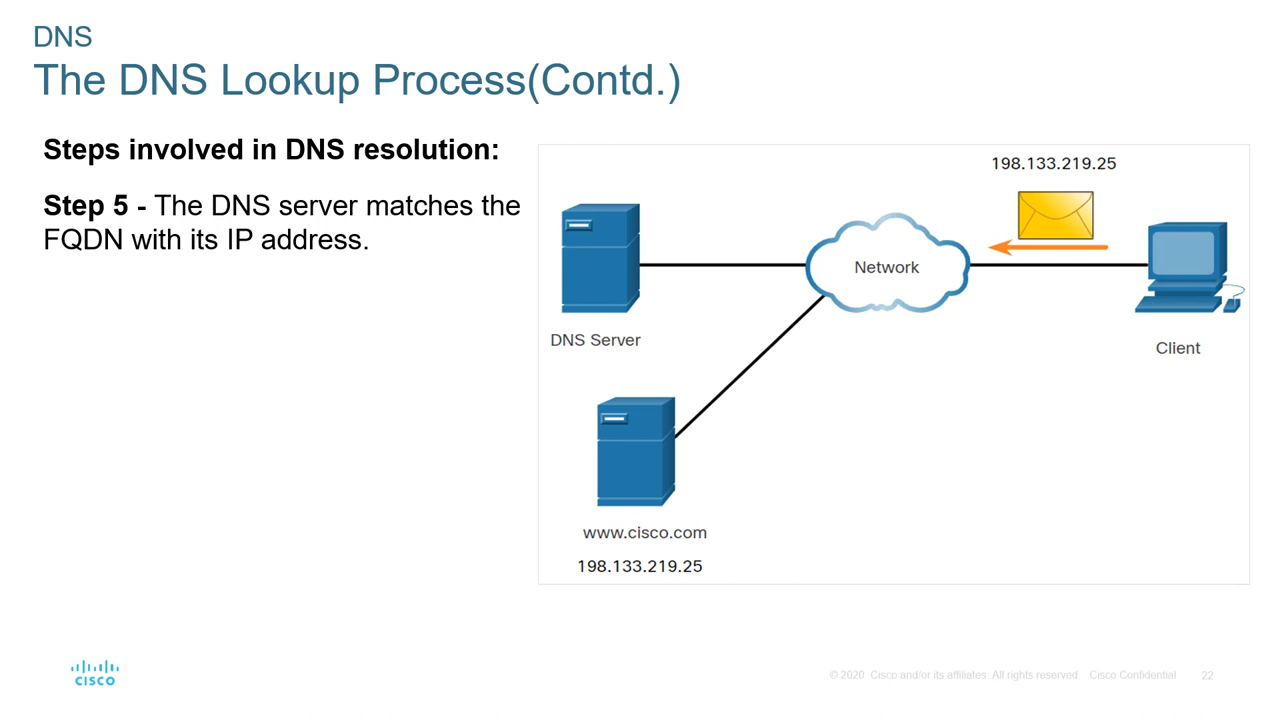 DNS
The DNS Lookup Process(Contd.)
Steps involved in DNS resolution:
Step 5 - The DNS server matches the
FQDN with its IP address.
198.133.219.25
Network
DNS Server
Client
www.cisco.com
198.133.219.25
CISCO
© 2020 Cisco and/or its affiliates. All rights reserved. Cisco Confidential
22